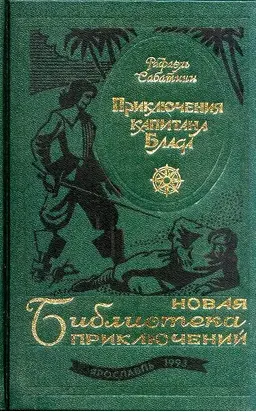 Рафаэль
Сабатини
Приключения
капитана
Блада
НОВАЯ
Библиотека
ПРИКЛЮЧЕНИЙ
ЯРОСЛАВЛЬ 1993